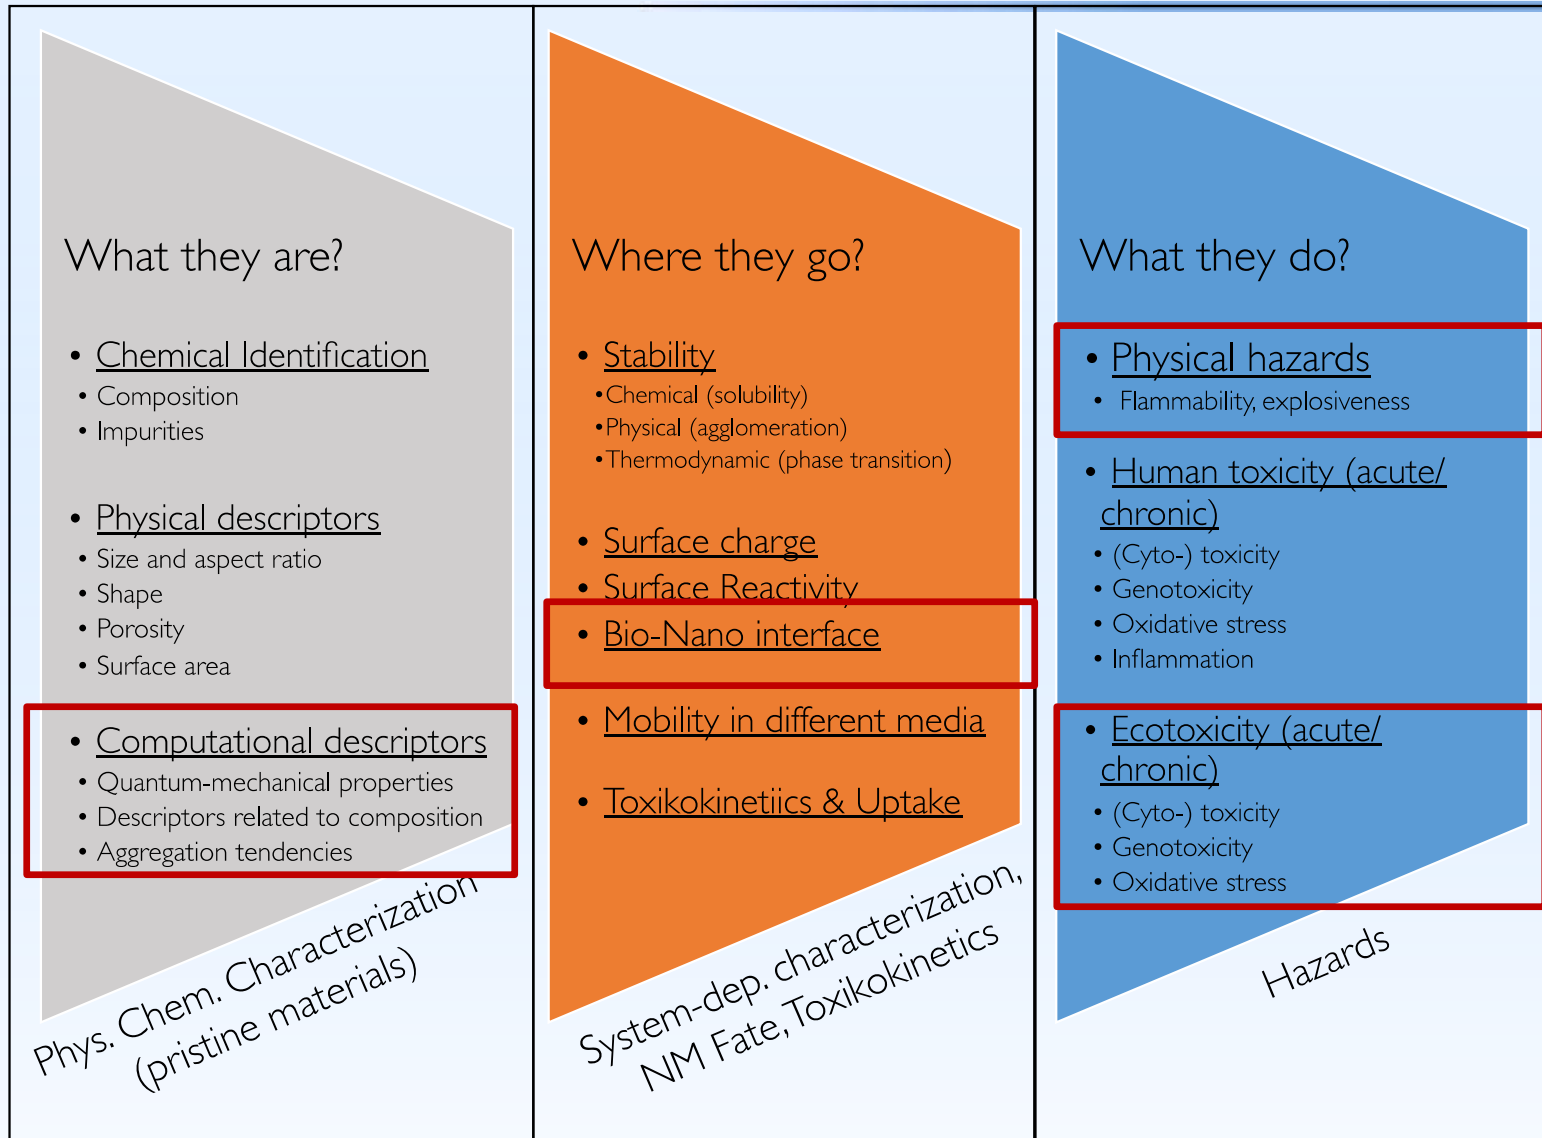 What they are?
• Chemical Identification
• Composition
• Impurities
• Physical descriptors
• Size and aspect ratio
• Shape
• Porosity
• Surface area
• Computational descriptors
• Quantum-mechanical properties
• Descriptors related to composition
• Aggregation tendencies
Phys. Chem. Characterization
(pristine materials)
Where they go?
• Stability
•Chemical (solubility)
•Physical (agglomeration)
•Thermodynamic (phase transition)
• Surface charge
• Surface Reactivity
• Bio-Nano interface
• Mobility in different media
• Toxikokinetiics & Uptake
System-dep. characterization,
NM Fate, Toxikokinetics
What they do?
• Physical hazards
• Flammability, explosiveness
• Human toxicity (acute/
chronic)
• (Cyto-) toxicity
• Genotoxicity
• Oxidative stress
• Inflammation
• Ecotoxicity (acute/
chronic)
• (Cyto-) toxicity
• Genotoxicity
• Oxidative stress
Hazards